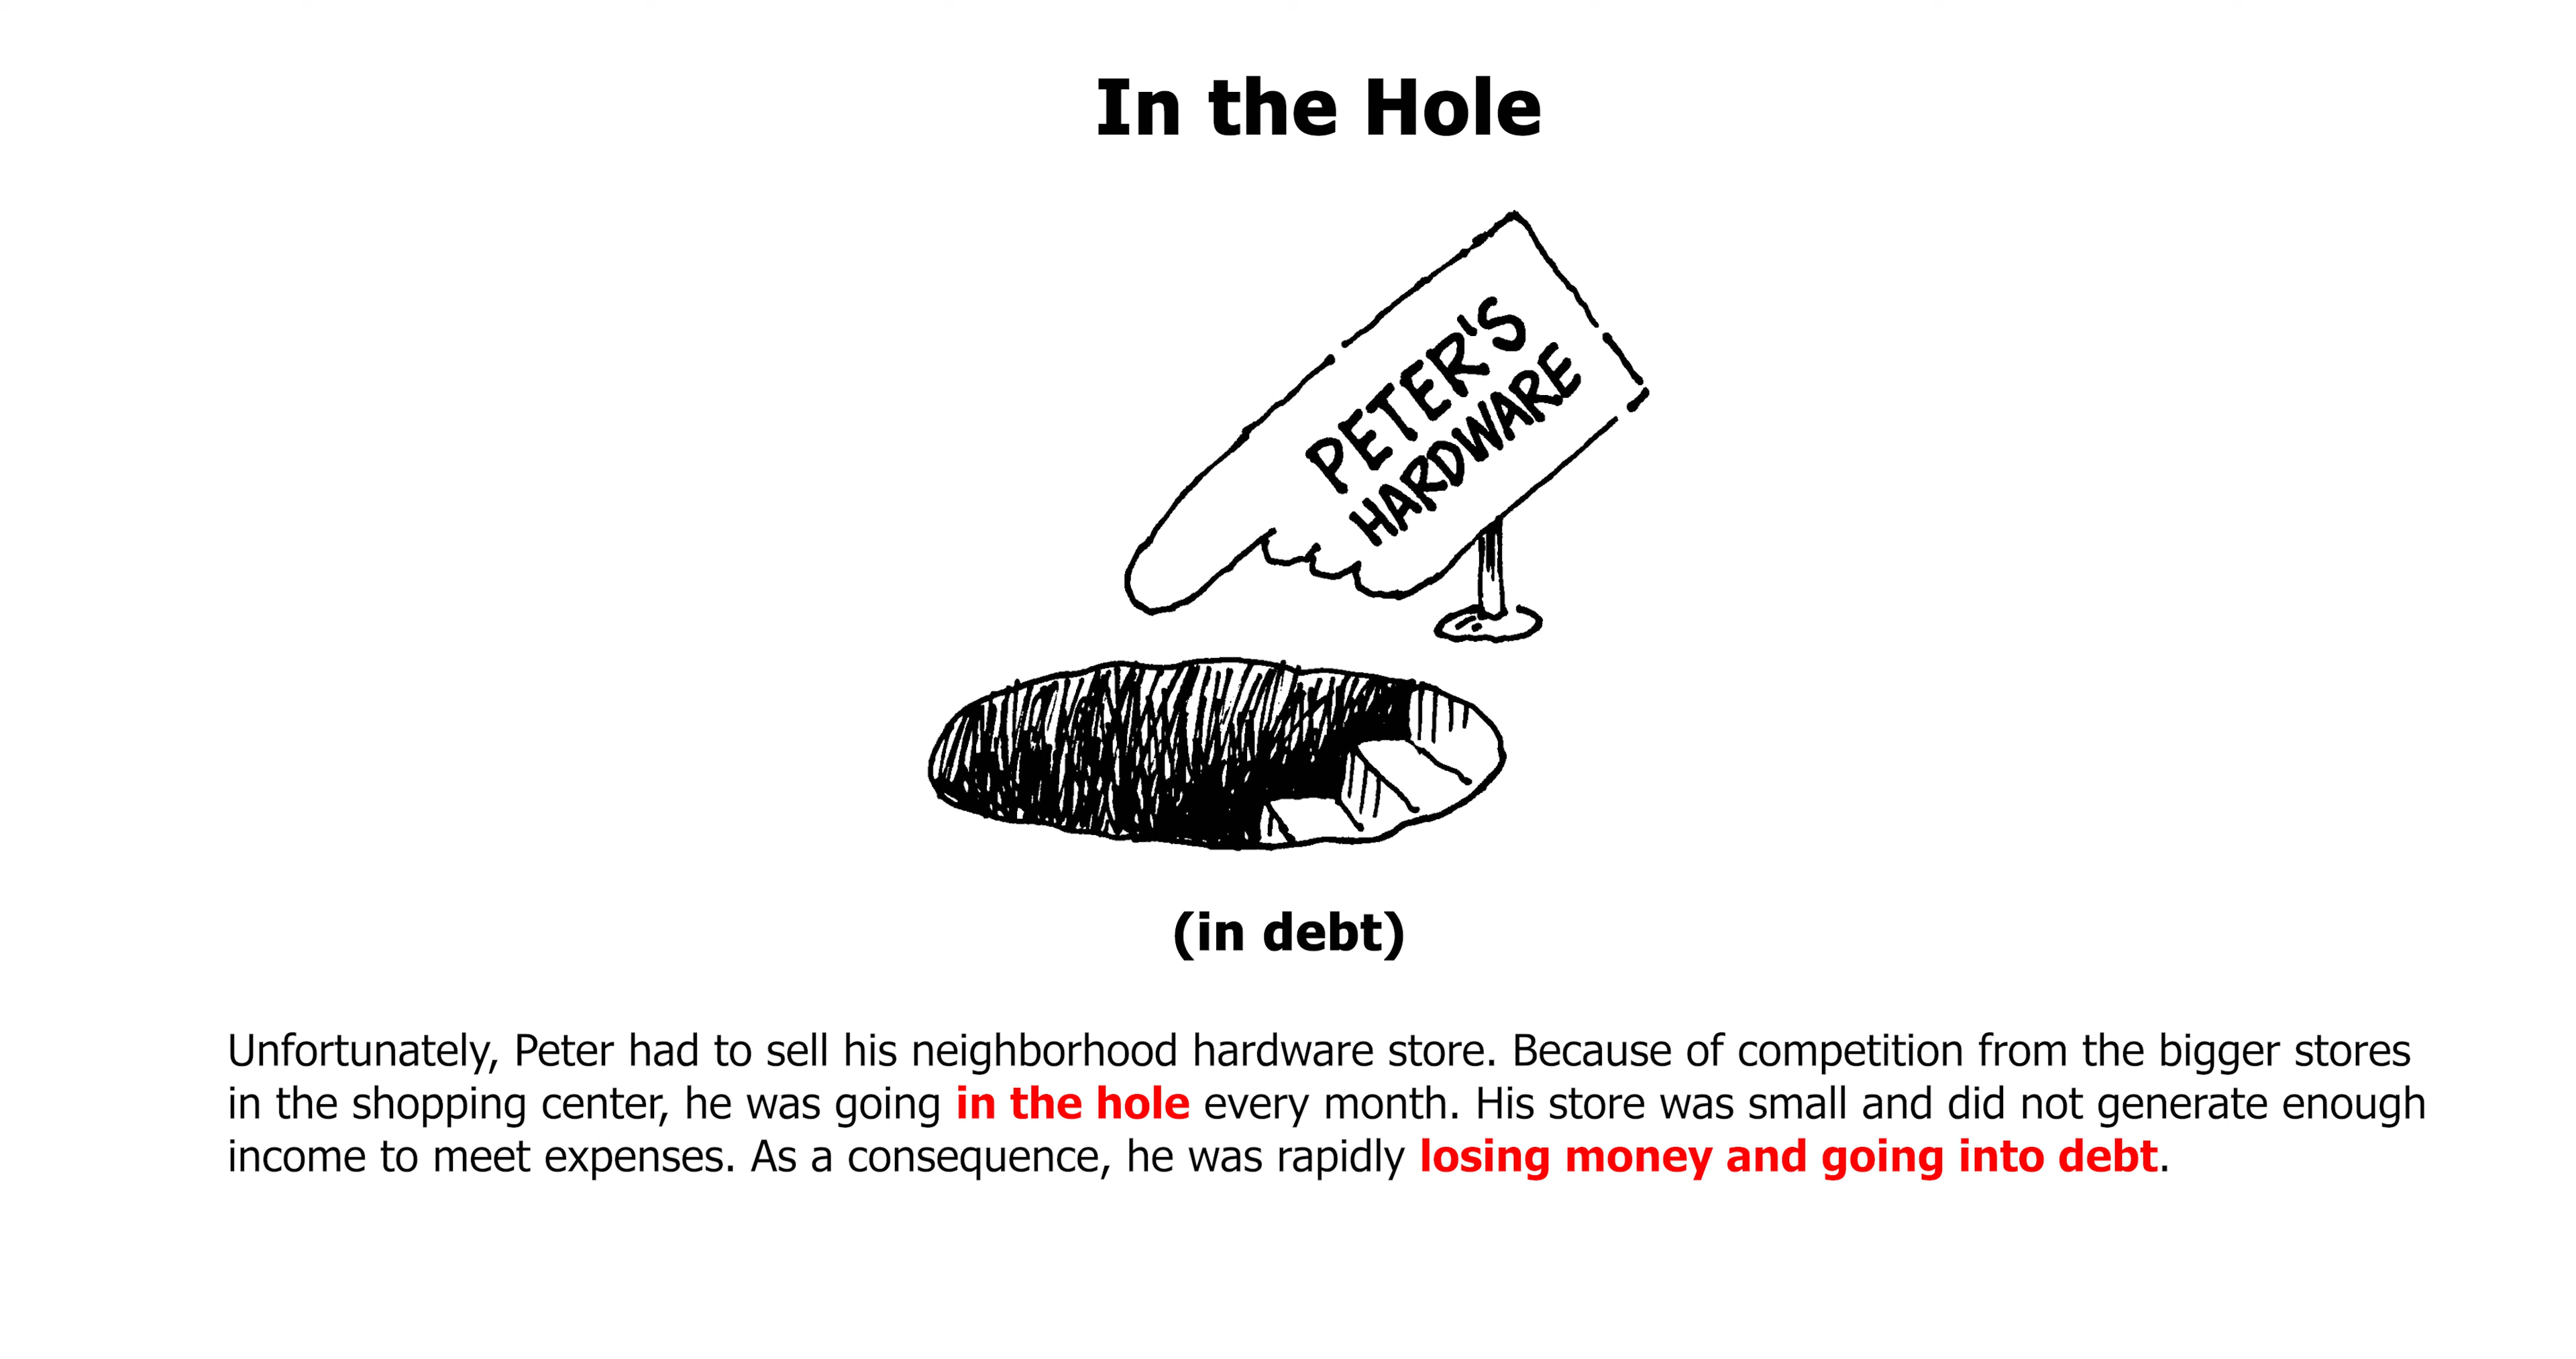 In the Hole
PETER'S
HARDWARE
(in debt)
Unfortunately, Peter had to sell his neighborhood hardware store. Because of competition from the bigger stores
in the shopping center, he was going in the hole every month. His store was small and did not generate enough
income to meet expenses. As a consequence, he was rapidly losing money and going into debt.